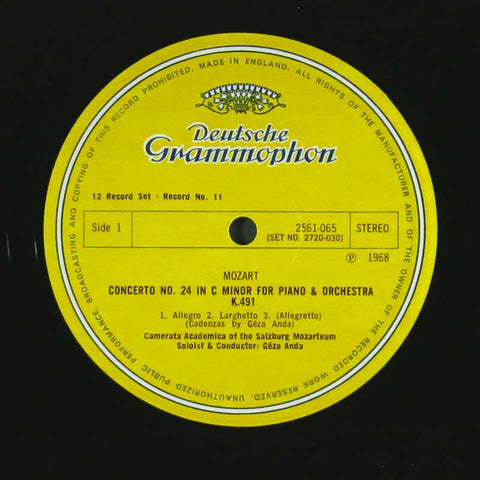 MADE IN ENGLAND. ALL RIGHTS OF THE MANUFACTURER AND OF THE OWNER OF THE RECORDED WORK RESERVED. UNAUTHORIZED PUBLIC PERFORMANCE, BROADCASTING AND COPYING OF THIS RECORD PROHIBITED.
Deutsche
Grammophon
12 Record Set - Record No. 11
Side 1
2561-065
STEREO
(SET NO. 2720-030)
Ⓟ 1968
MOZART
CONCERTO NO. 24 IN C MINOR FOR PIANO & ORCHESTRA
K.491
1. Allegro 2. Larghetto 3. (Allegretto)
(Cadenzas by Géza Anda)
Camerata Academica of the Salzburg Mozarteum
Soloist & Conductor: Géza Anda